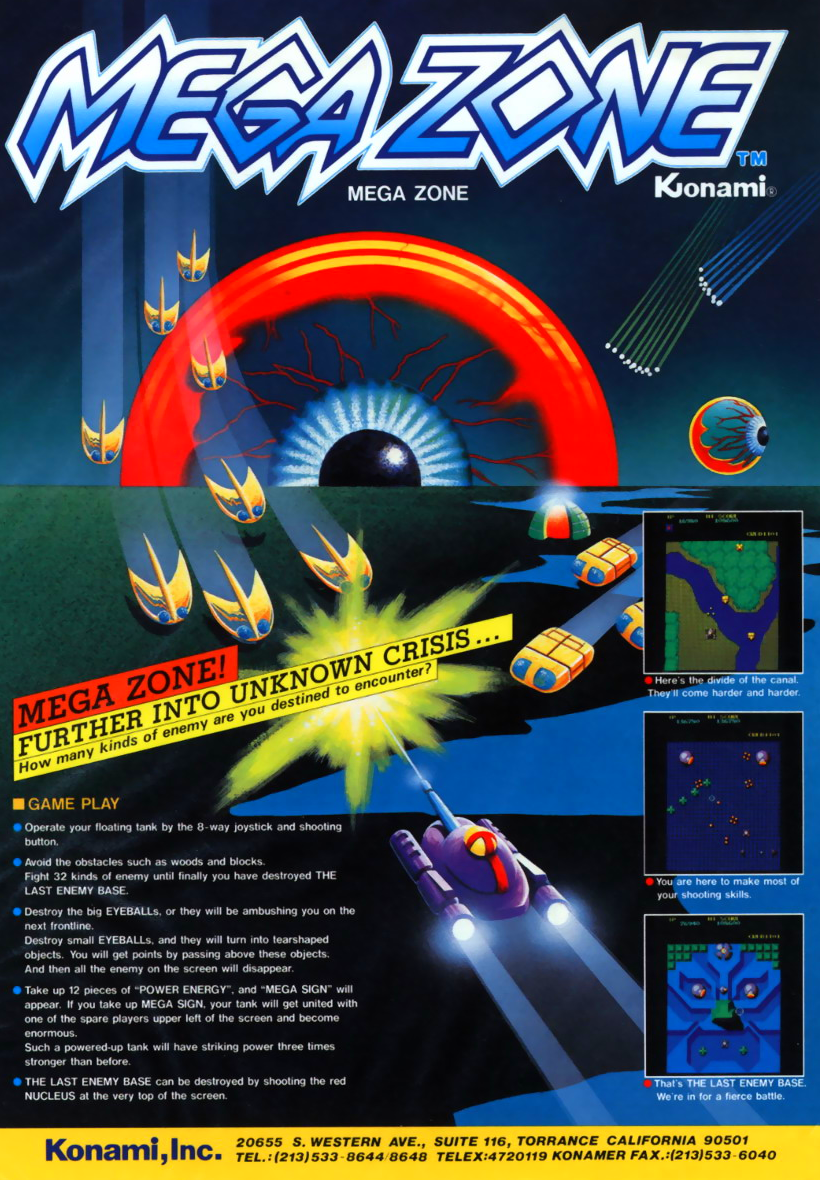 MEGA ZONE
TM
MEGA ZONE
Konami®
MEGA ZONE!
FURTHER INTO UNKNOWN CRISIS...
How many kinds of enemy are you destined to encounter?
GAME PLAY
Operate your floating tank by the 8-way joystick and shooting
button.
Avoid the obstacles such as woods and blocks.
Fight 32 kinds of enemy until finally you have destroyed THE
LAST ENEMY BASE.
Destroy the big EYEBALLs, or they will be ambushing you on the
next frontline.
Destroy small EYEBALLs, and they will turn into tearshaped
objects. You will get points by passing above these objects.
And then all the enemy on the screen will disappear.
Take up 12 pieces of "POWER ENERGY", and "MEGA SIGN" will
appear. If you take up MEGA SIGN, your tank will get united with
one of the spare players upper left of the screen and become
enormous.
Such a powered-up tank will have striking power three times
stronger than before.
THE LAST ENEMY BASE can be destroyed by shooting the red
NUCLEUS at the very top of the screen.
Here's the divide of the canal.
They'll come harder and harder.
You are here to make most of
your shooting skills.
That's THE LAST ENEMY BASE.
We're in for a fierce battle.
Konami, Inc.
20655 S. WESTERN AVE., SUITE 116, TORRANCE CALIFORNIA 90501
TEL.:(213)533-8644/8648 TELEX:4720119 KONAMER FAX.:(213)533-6040